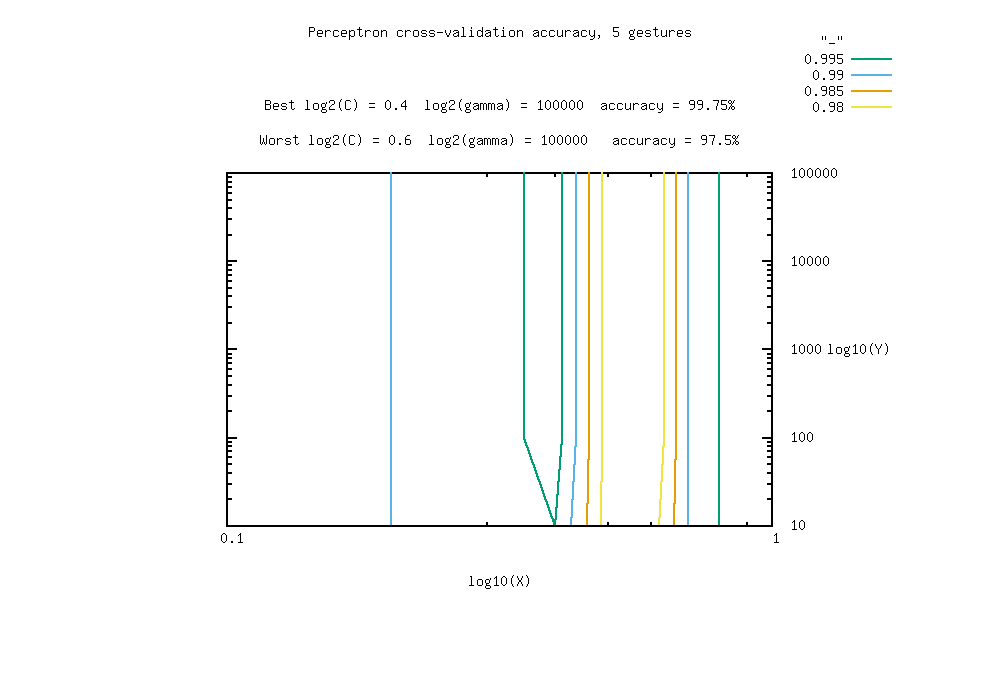 Perceptron cross-validation accuracy, 5 gestures
"_"
0.995
0.99
0.985
0.98
Best log2(C) = 0.4  log2(gamma) = 100000  accuracy = 99.75%
Worst log2(C) = 0.6  log2(gamma) = 100000   accuracy = 97.5%
100000
10000
1000
log10(Y)
100
10
0.1
1
log10(X)